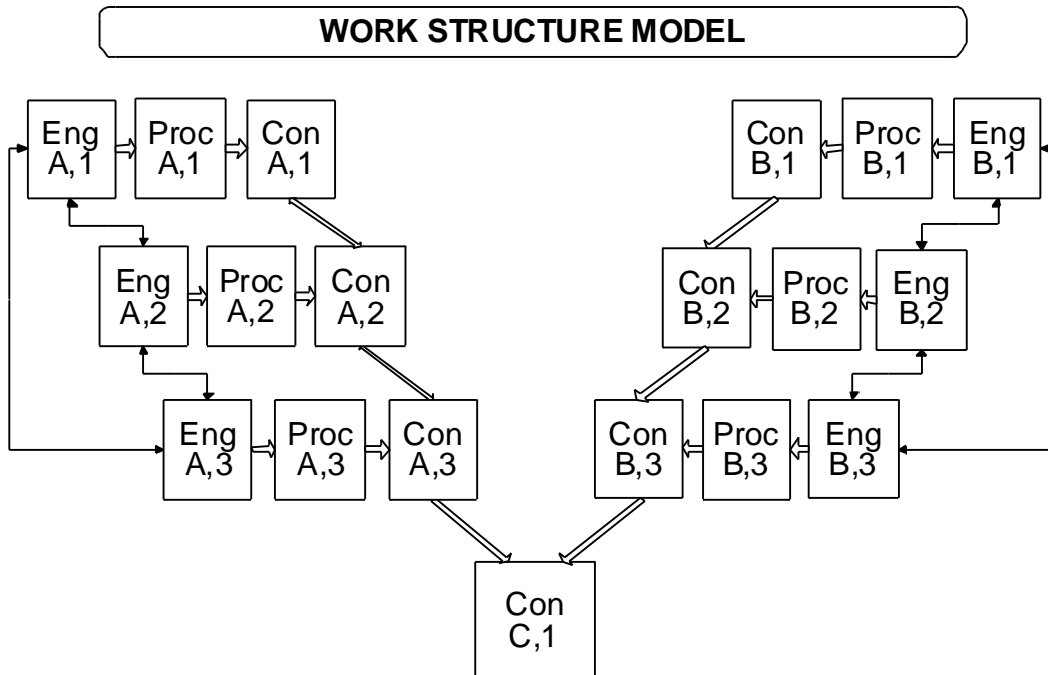 WORK STRUCTURE MODEL
Eng
A,1
Proc
A,1
Con
A,1
Con
B,1
Proc
B,1
Eng
B,1
Eng
A,2
Proc
A,2
Con
A,2
Con
B,2
Proc
B,2
Eng
B,2
Eng
A,3
Proc
A,3
Con
A,3
Con
B,3
Proc
B,3
Eng
B,3
Con
C,1